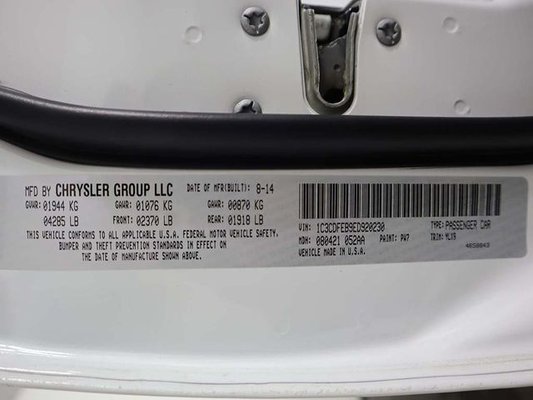 MFD BY CHRYSLER GROUP LLC DATE OF MFR(BUILT): 8-14
GVWR: 01944 KG GAWR: 01076 KG GAWR: 00870 KG
04285 LB FRONT: 02370 LB REAR: 01918 LB
THIS VEHICLE CONFORMS TO ALL APPLICABLE U.S.A. FEDERAL MOTOR VEHICLE SAFETY,
BUMPER AND THEFT PREVENTION STANDARDS IN EFFECT ON
THE DATE OF MANUFACTURE SHOWN ABOVE.
VIN: 1C3CDFEB9ED920230 TYPE: PASSENGER CAR
MDH: 080421 052AA PAINT: PW7 TRIM: MLX9
VEHICLE MADE IN U.S.A.